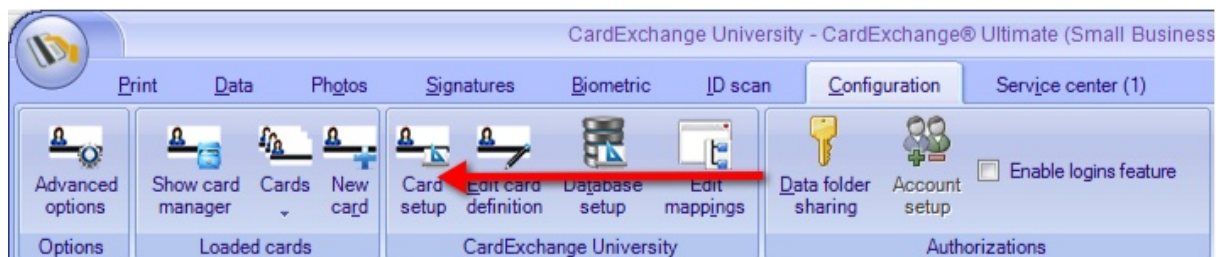 CardExchange University - CardExchange® Ultimate (Small Business
Print Data Photos Signatures Biometric ID scan Configuration Service center (1)
Advanced options
Show card manager
Cards
New card
Card setup
Edit card definition
Database setup
Edit mappings
Data folder sharing
Account setup
Enable logins feature
Options Loaded cards CardExchange University Authorizations